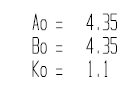 Ao = 4.35
Bo = 4.35
Ko = 1.1